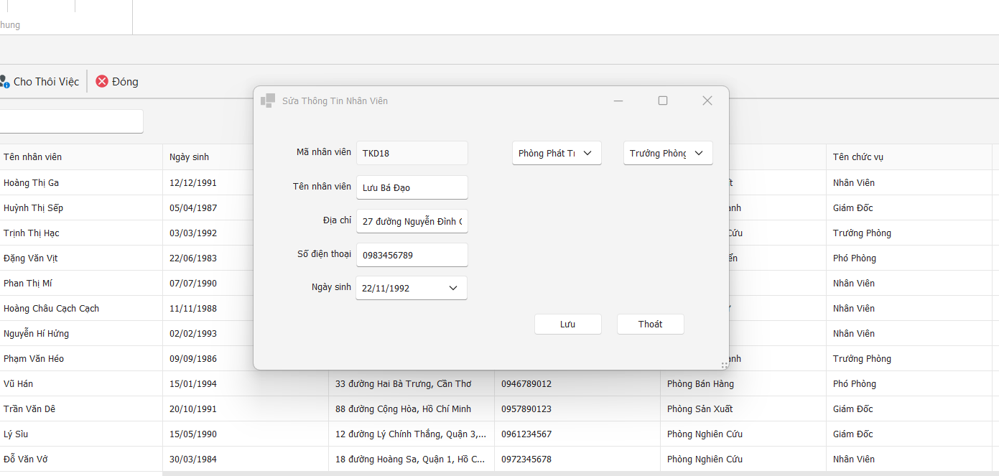 hung
Cho Thôi Việc Đóng
Sửa Thông Tin Nhân Viên
Mã nhân viên TKD18 Phòng Phát Tr Trưởng Phòng
Tên nhân viên Lưu Bá Đạo
Địa chỉ 27 đường Nguyễn Đình
Số điện thoại 0983456789
Ngày sinh 22/11/1992
Lưu Thoát
Tên nhân viên Ngày sinh Tên chức vụ
Hoàng Thị Ga 12/12/1991 Nhân Viên
Huỳnh Thị Sếp 05/04/1987 anh Giám Đốc
Trịnh Thị Hạc 03/03/1992 Cứu Trưởng Phòng
Đặng Văn Vịt 22/06/1983 ển Phó Phòng
Phan Thị Mí 07/07/1990 Nhân Viên
Hoàng Châu Cạch Cạch 11/11/1988 Nhân Viên
Nguyễn Hí Hửng 02/02/1993 Nhân Viên
Phạm Văn Héo 09/09/1986 anh Trưởng Phòng
Vũ Hán 15/01/1994 33 đường Hai Bà Trưng, Cần Thơ 0946789012 Phòng Bán Hàng Phó Phòng
Trần Văn Dê 20/10/1991 88 đường Cộng Hòa, Hồ Chí Minh 0957890123 Phòng Sản Xuất Giám Đốc
Lý Sìu 15/05/1990 12 đường Lý Chính Thắng, Quận 3,... 0961234567 Phòng Nghiên Cứu Giám Đốc
Đỗ Văn Vở 30/03/1984 18 đường Hoàng Sa, Quận 1, Hồ C... 0972345678 Phòng Nghiên Cứu Nhân Viên